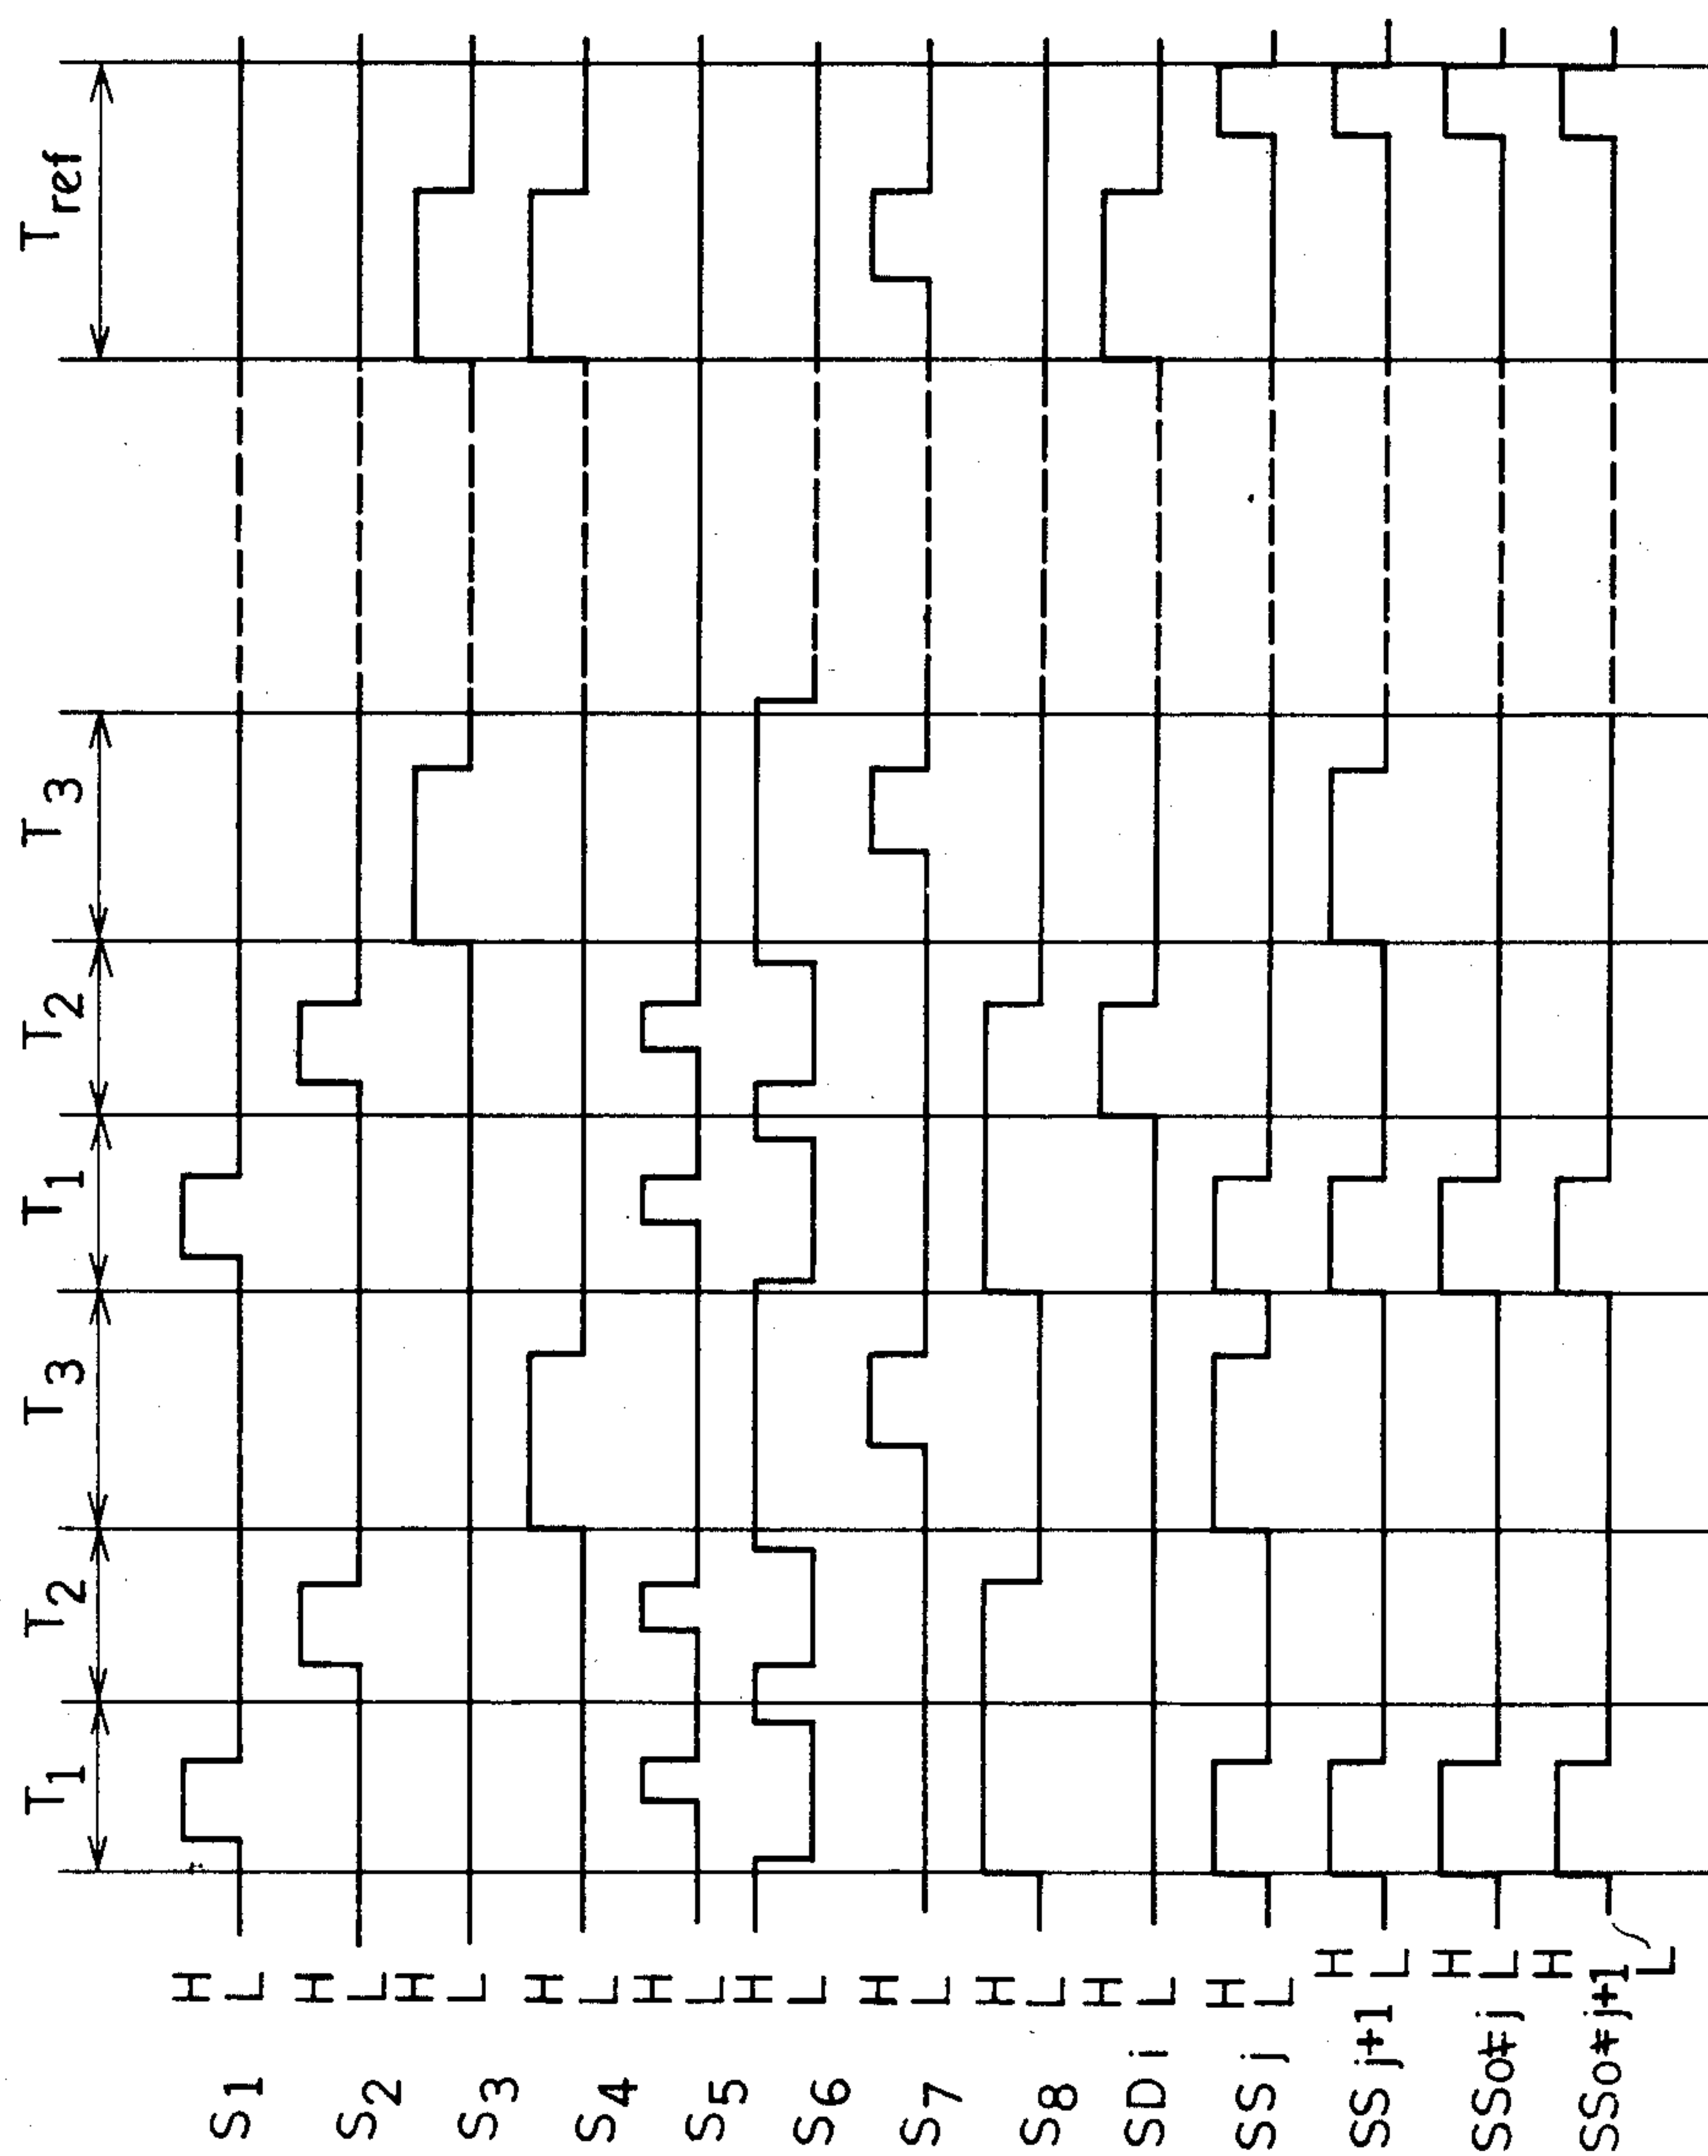 T1 T2 T3 T1 T2 T3 Tref
S1 H L
S2 H L
S3 H L
S4 H L
S5 H L
S6 H L
S7 H L
S8 H L
SDi H L
SSj H L
SSj+1 H L
SSo≠j H L
SSo≠j+1 H L